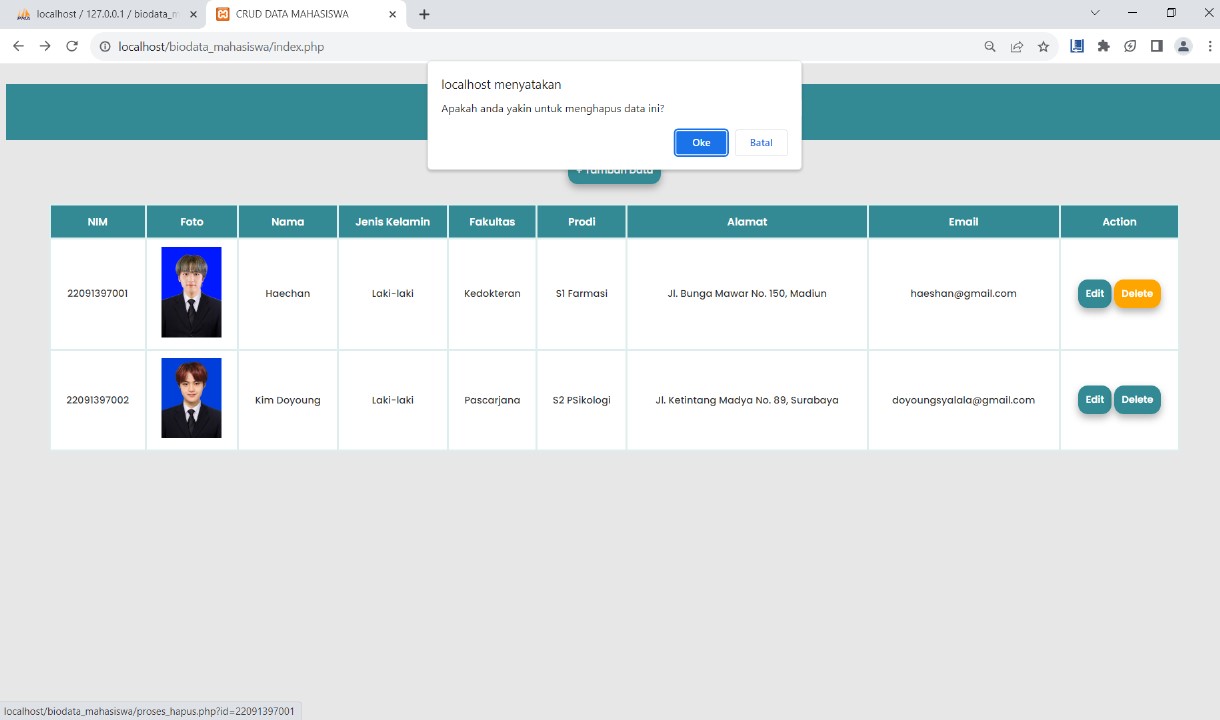 localhost / 127.0.0.1 / biodata_m
CRUD DATA MAHASISWA
localhost/biodata_mahasiswa/index.php
localhost menyatakan
Apakah anda yakin untuk menghapus data ini?
Oke Batal
+ Tambah Data
NIM Foto Nama Jenis Kelamin Fakultas Prodi Alamat Email Action
22091397001 Haechan Laki-laki Kedokteran S1 Farmasi Jl. Bunga Mawar No. 150, Madiun haeshan@gmail.com Edit Delete
22091397002 Kim Doyoung Laki-laki Pascarjana S2 PSikologi Jl. Ketintang Madya No. 89, Surabaya doyoungsyalala@gmail.com Edit Delete
localhost/biodata_mahasiswa/proses_hapus.php?id=22091397001